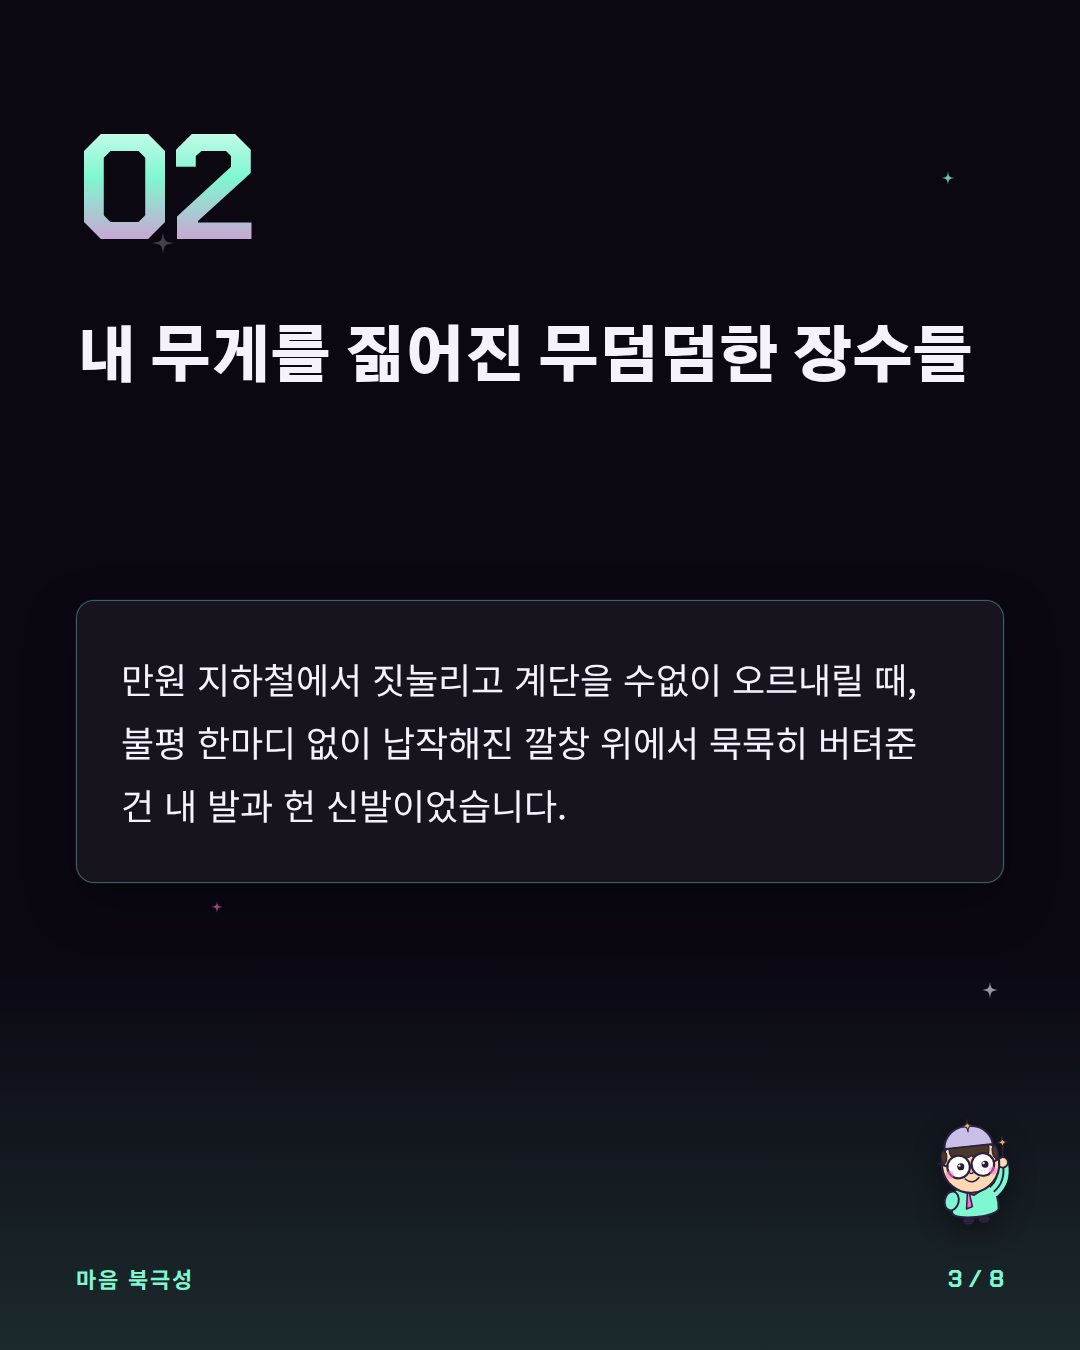 02
내 무게를 짊어진 무덤덤한 장수들
만원 지하철에서 짓눌리고 계단을 수없이 오르내릴 때,
불평 한마디 없이 납작해진 깔창 위에서 묵묵히 버텨준
건 내 발과 헌 신발이었습니다.
마음 북극성
3 / 8